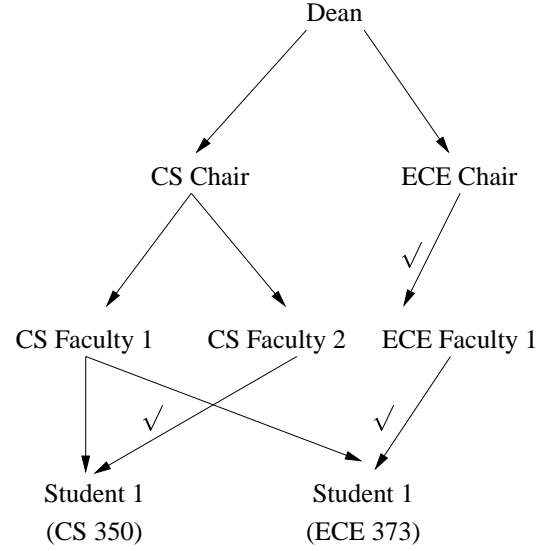 Dean
CS Chair ECE Chair
√
CS Faculty 1 CS Faculty 2 ECE Faculty 1
√ √
Student 1 Student 1
(CS 350) (ECE 373)